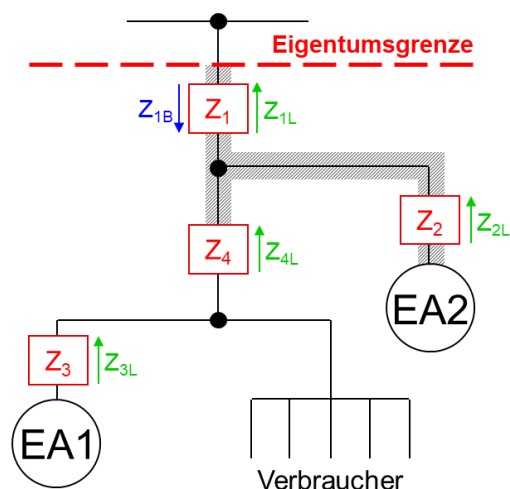 Eigentumsgrenze
Z1B Z1 Z1L
Z2 Z2L
Z4 Z4L
EA2
Z3 Z3L
EA1
Verbraucher